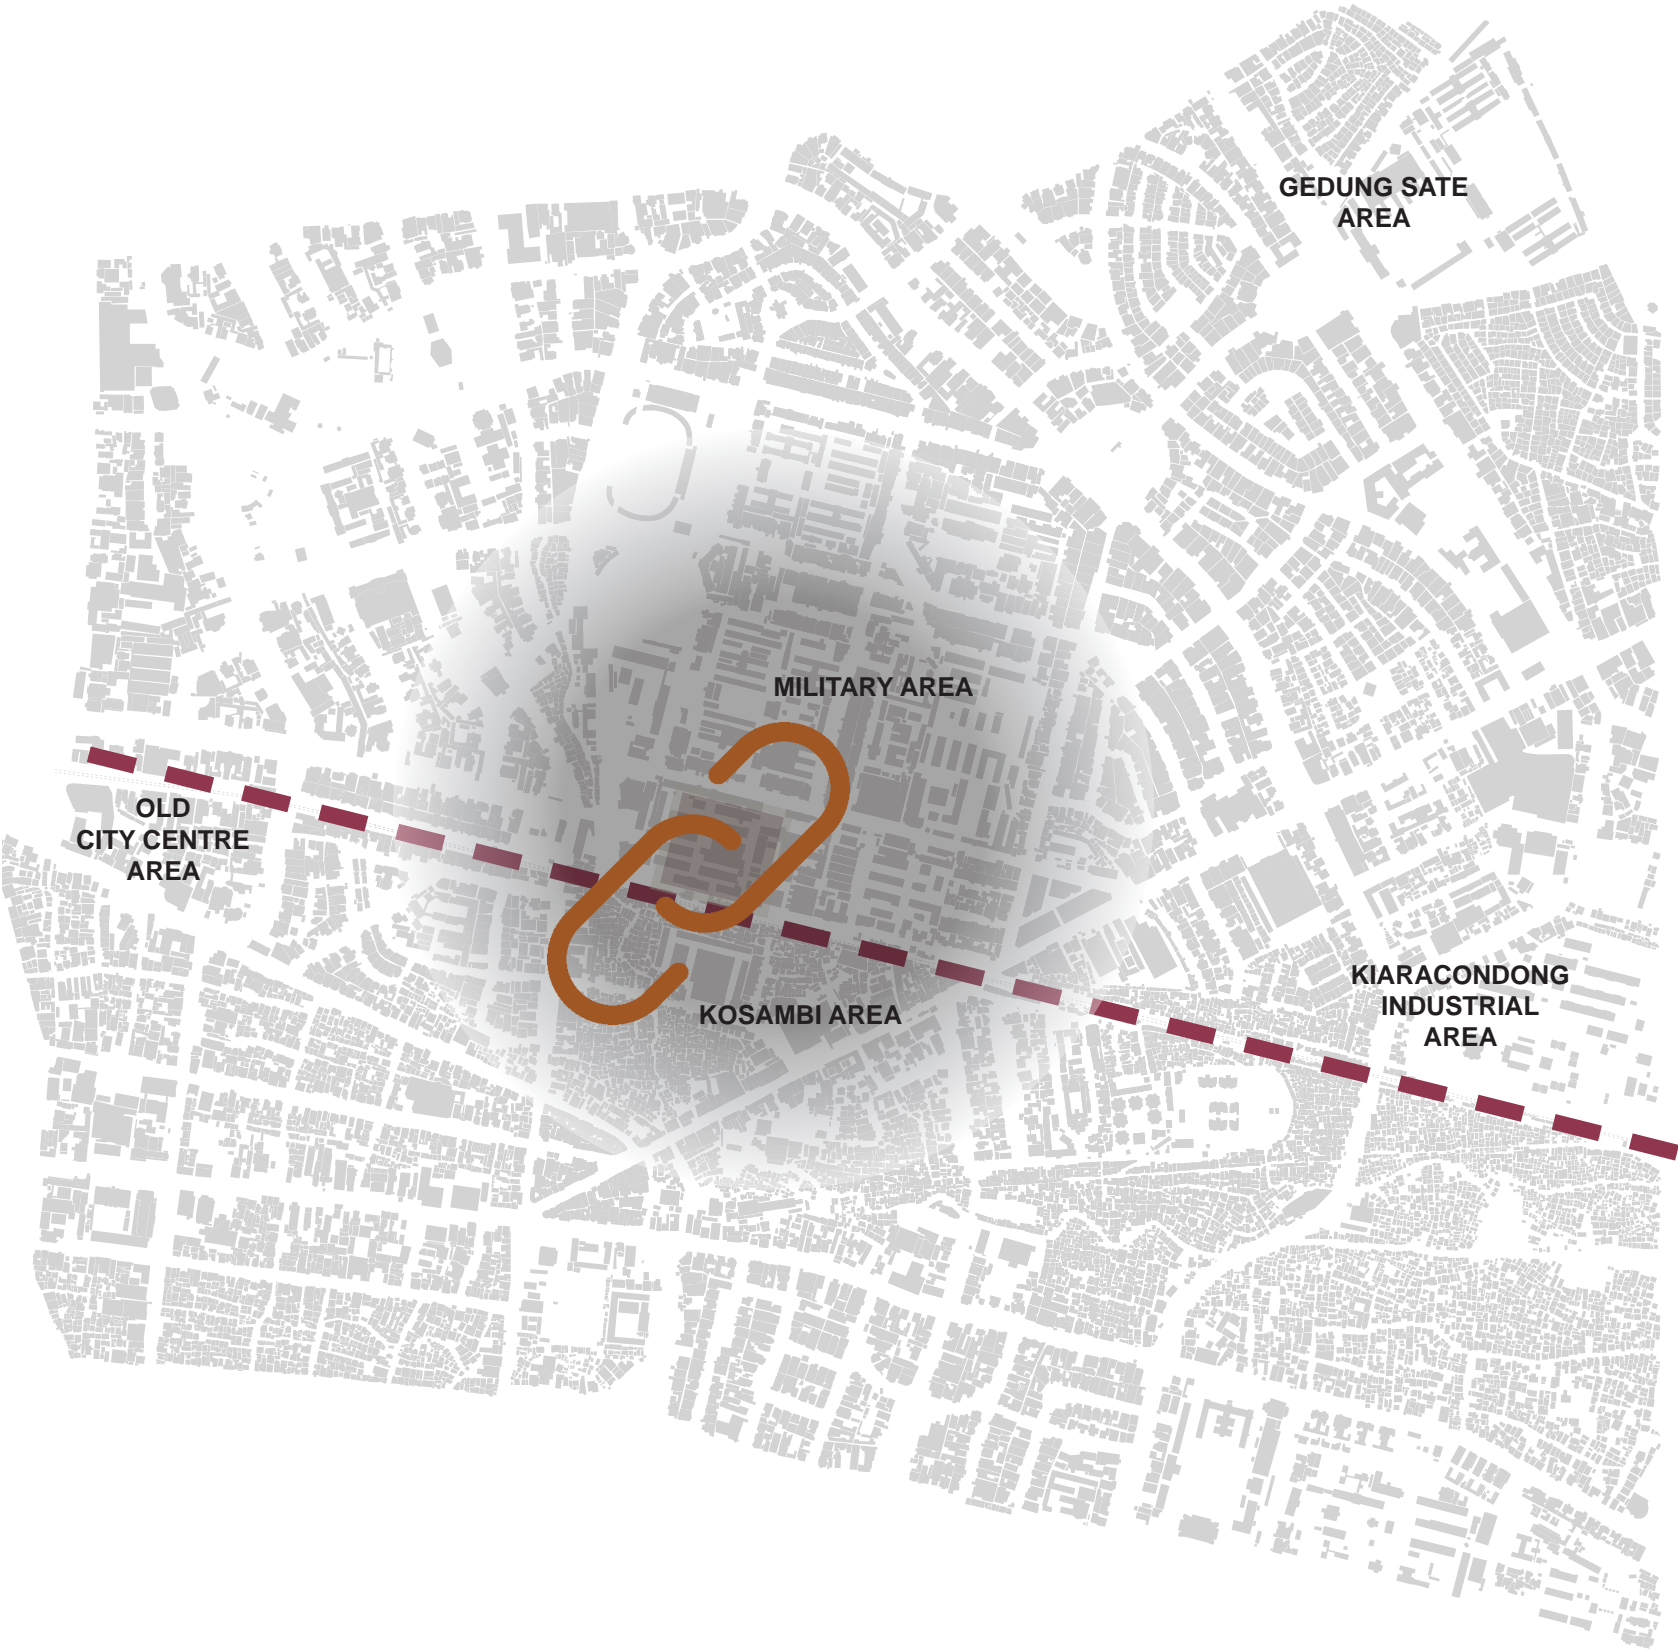 GEDUNG SATE
AREA
MILITARY AREA
OLD
CITY CENTRE
AREA
KIARACONDONG
INDUSTRIAL
AREA
KOSAMBI AREA